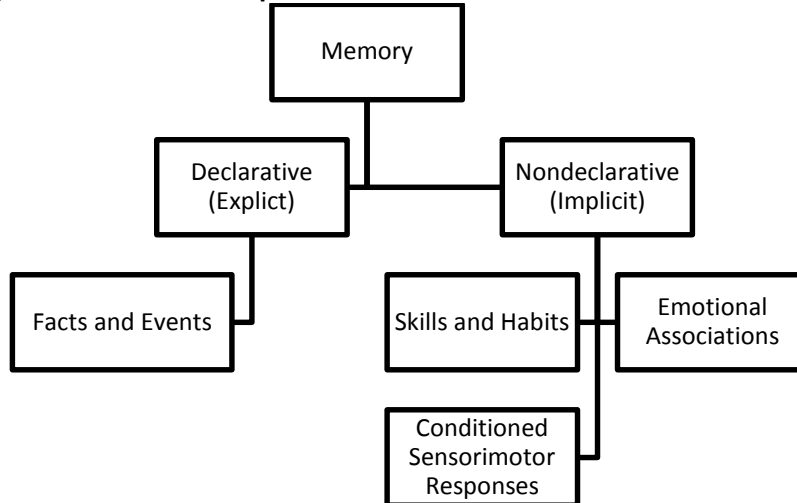 Memory
Declarative
(Explict)
Nondeclarative
(Implicit)
Facts and Events
Skills and Habits
Emotional
Associations
Conditioned
Sensorimotor
Responses